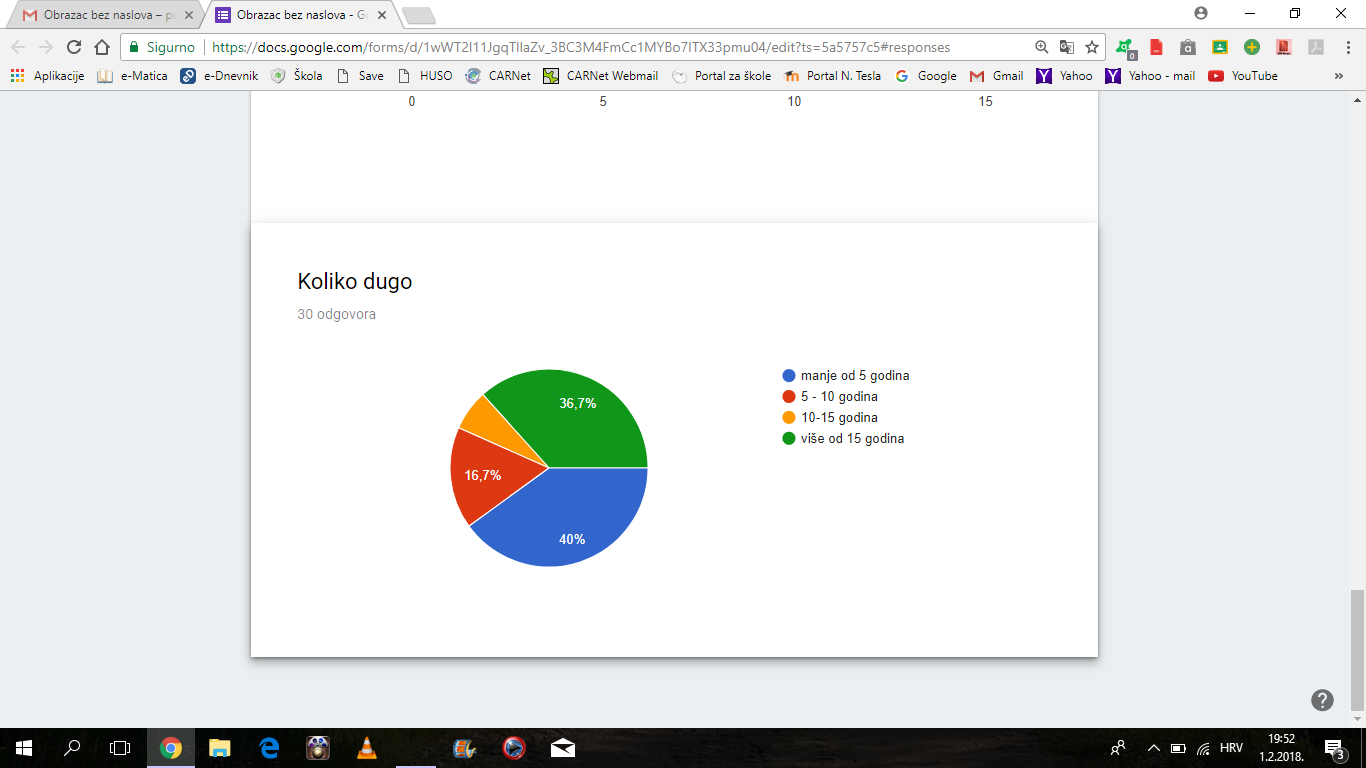 Obrazac bez naslova – po
Obrazac bez naslova - Go
Sigurno
https://docs.google.com/forms/d/1wWT2I11JgqTIlaZv_3BC3M4FmCc1MYBo7ITX33pmu04/edit?ts=5a5757c5#responses
0
Aplikacije e-Matica e-Dnevnik Škola Save HUSO CARNet CARNet Webmail Portal za škole Portal N. Tesla Google Gmail Yahoo Yahoo - mail YouTube »
0 5 10 15
Koliko dugo
30 odgovora
36,7%
16,7%
40%
manje od 5 godina
5 - 10 godina
10-15 godina
više od 15 godina
?
HRV
19:52
1.2.2018.
3